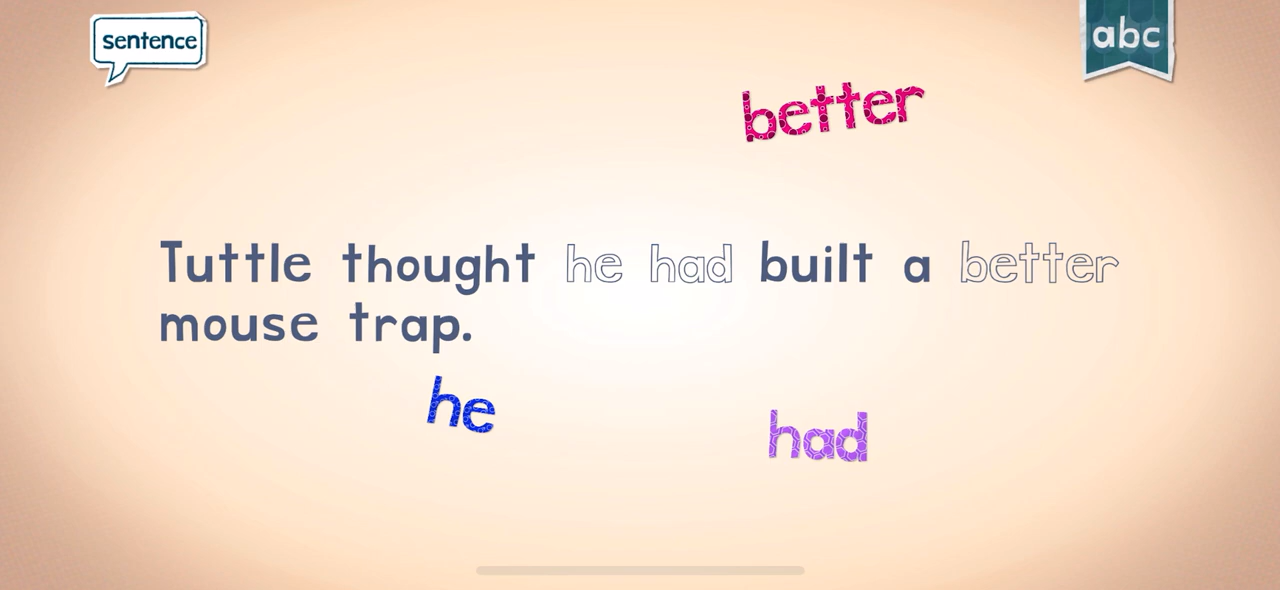 sentence
abc
better
Tuttle thought he had built a better
mouse trap.
he
had